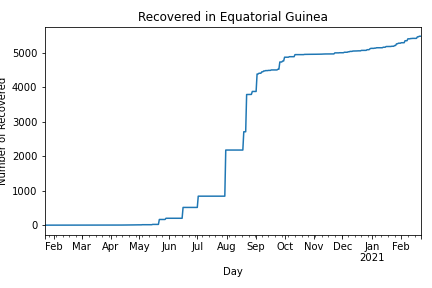 Recovered in Equatorial Guinea
Number of Recovered
5000
4000
3000
2000
1000
0
Feb Mar Apr May Jun Jul Aug Sep Oct Nov Dec Jan Feb
2021
Day